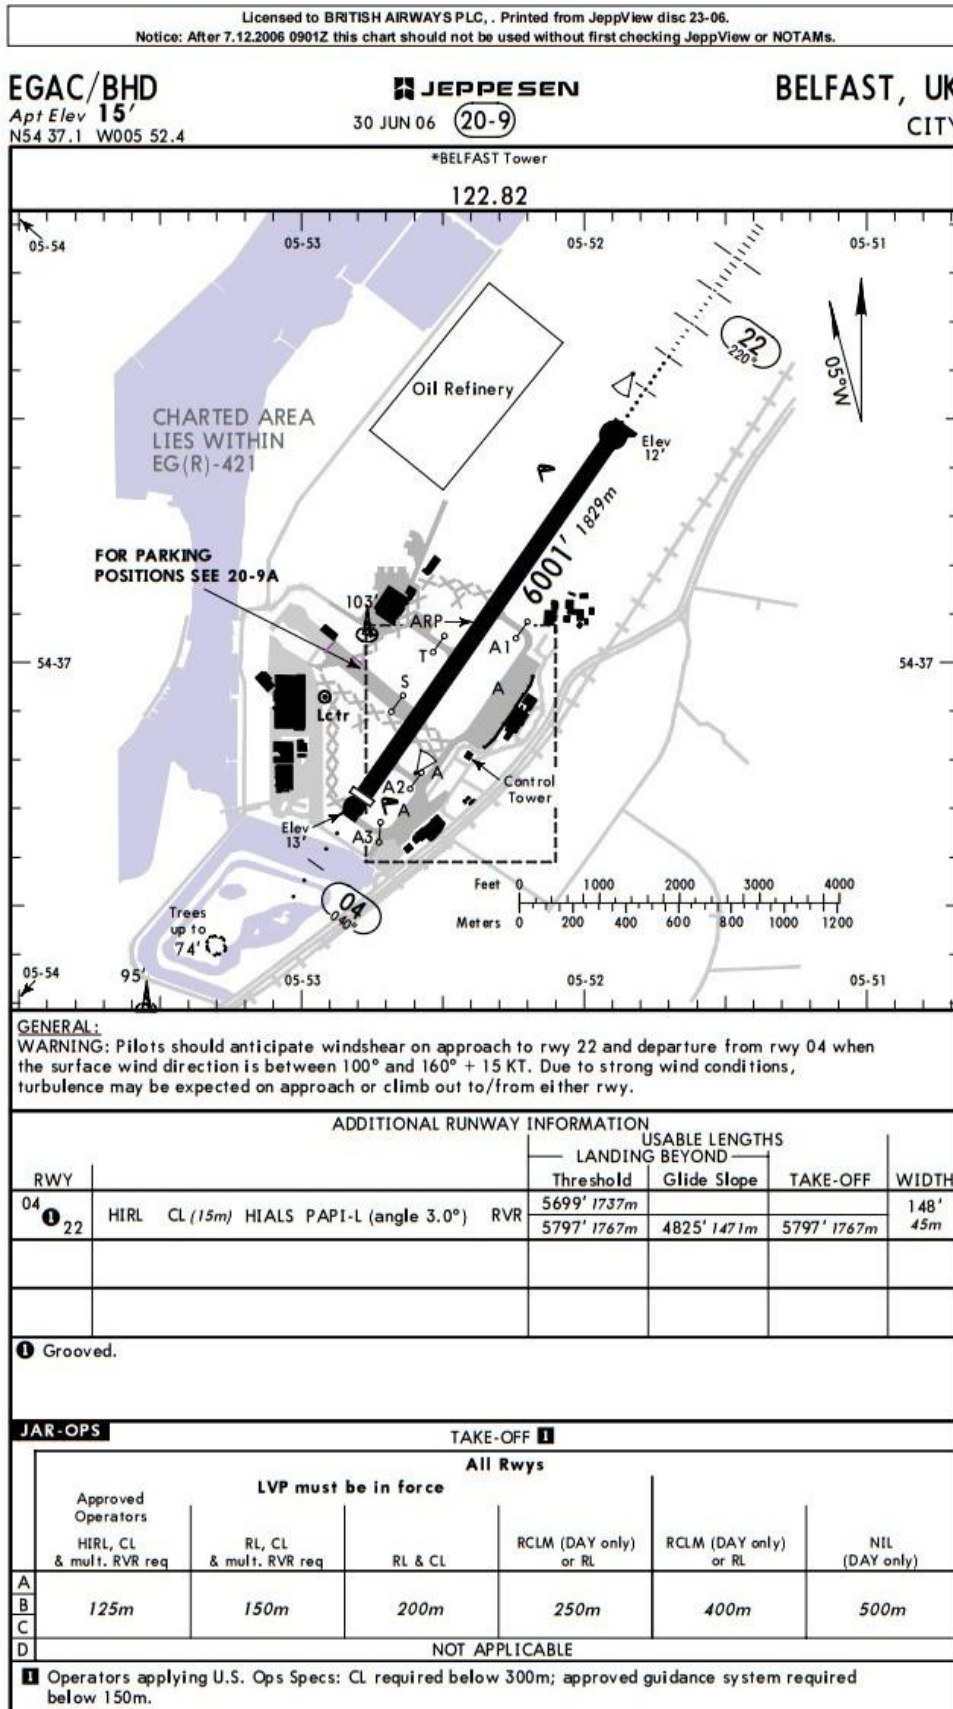 Licensed to BRITISH AIRWAYS PLC, . Printed from JeppView disc 23-06.
Notice: After 7.12.2006 0901Z this chart should not be used without first checking JeppView or NOTAMs.
EGAC/BHD
Apt Elev 15'
N54 37.1 W005 52.4
JEPPESEN
30 JUN 06 20-9
BELFAST, UK
CITY
*BELFAST Tower
122.82
05-54 05-53 05-52 05-51
22
220°
05°W
Oil Refinery
CHARTED AREA
LIES WITHIN
EG(R)-421
Elev
12'
6001' 1829m
FOR PARKING
POSITIONS SEE 20-9A
103'
ARP
T
A1
54-37 54-37
S
A
Lctr
A2
A
Control
Tower
A
A3
Elev
13'
04
040°
Feet 0 1000 2000 3000 4000
Meters 0 200 400 600 800 1000 1200
Trees
up to
74'
95'
05-54 05-53 05-52 05-51
GENERAL:
WARNING: Pilots should anticipate windshear on approach to rwy 22 and departure from rwy 04 when
the surface wind direction is between 100° and 160° + 15 KT. Due to strong wind conditions,
turbulence may be expected on approach or climb out to/from either rwy.
ADDITIONAL RUNWAY INFORMATION
USABLE LENGTHS
LANDING BEYOND
RWY Threshold Glide Slope TAKE-OFF WIDTH
04 5699' 1737m 148'
1 22 HIRL CL (15m) HIALS PAPI-L (angle 3.0°) RVR 5797' 1767m 4825' 1471m 5797' 1767m 45m
1 Grooved.
JAR-OPS
TAKE-OFF 1
All Rwys
LVP must be in force
Approved
Operators
HIRL, CL
& mult. RVR req
RL, CL
& mult. RVR req
RL & CL
RCLM (DAY only)
or RL
RCLM (DAY only)
or RL
NIL
(DAY only)
A
B 125m 150m 200m 250m 400m 500m
C
D NOT APPLICABLE
1 Operators applying U.S. Ops Specs: CL required below 300m; approved guidance system required
below 150m.